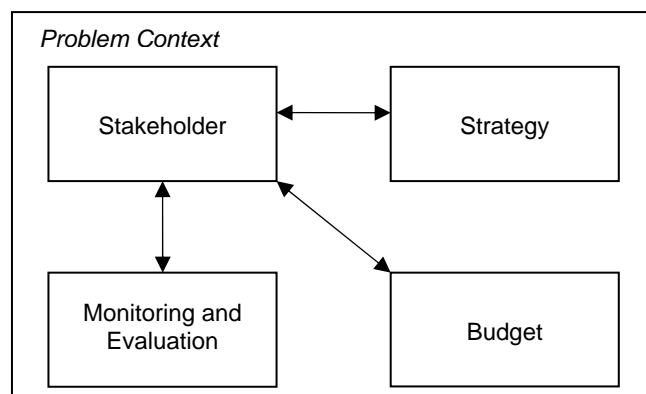 Problem Context
Stakeholder
Strategy
Monitoring and
Evaluation
Budget